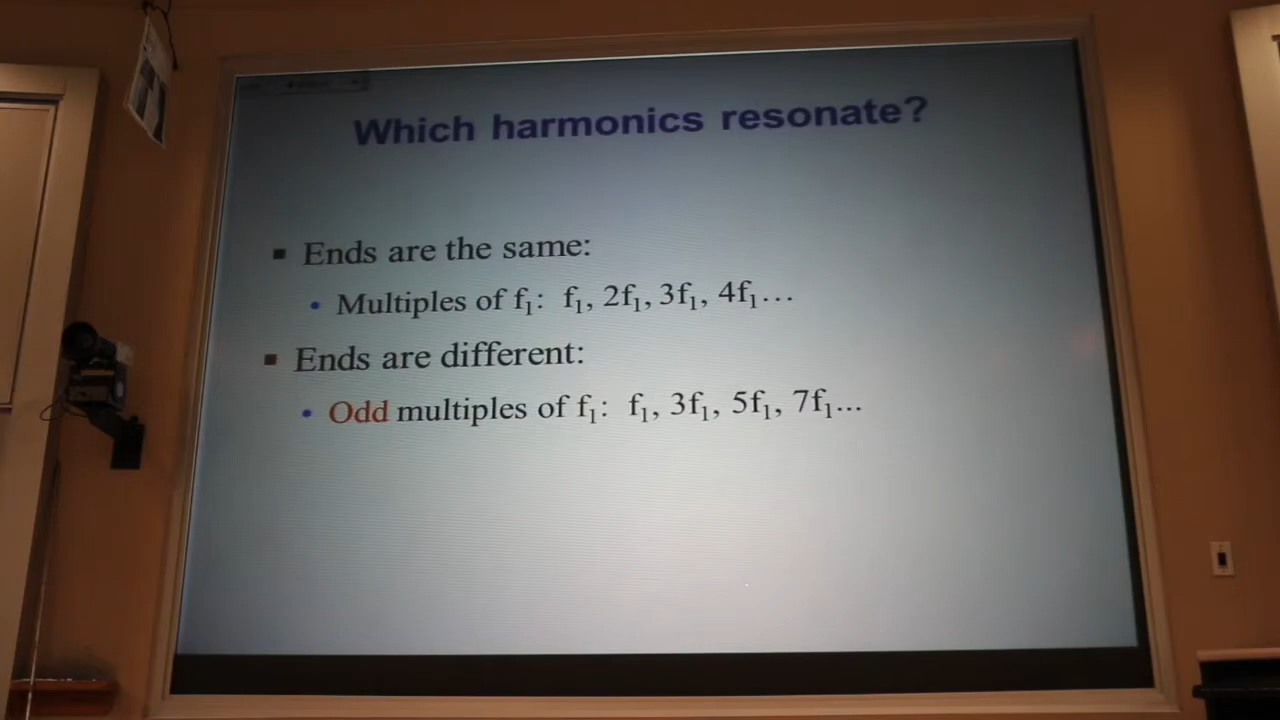 Which harmonics resonate?
▪ Ends are the same:
• Multiples of f₁: f₁, 2f₁, 3f₁, 4f₁...
▪ Ends are different:
• Odd multiples of f₁: f₁, 3f₁, 5f₁, 7f₁...